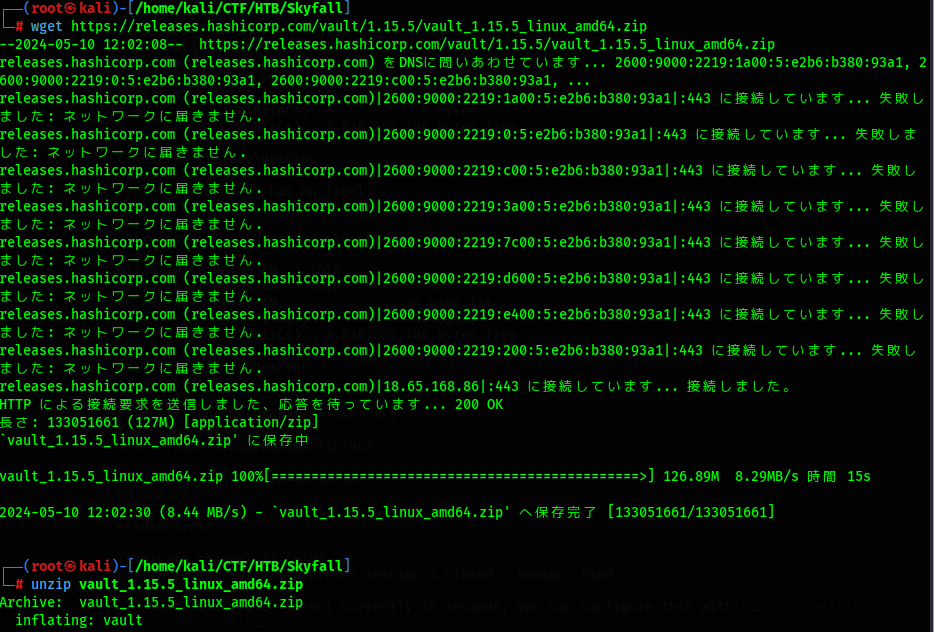 ┌──(root㉿kali)-[/home/kali/CTF/HTB/Skyfall]
└─# wget https://releases.hashicorp.com/vault/1.15.5/vault_1.15.5_linux_amd64.zip
--2024-05-10 12:02:08--  https://releases.hashicorp.com/vault/1.15.5/vault_1.15.5_linux_amd64.zip
releases.hashicorp.com (releases.hashicorp.com) をDNSに問いあわせています... 2600:9000:2219:1a00:5:e2b6:b380:93a1, 2
600:9000:2219:0:5:e2b6:b380:93a1, 2600:9000:2219:c00:5:e2b6:b380:93a1, ...
releases.hashicorp.com (releases.hashicorp.com)|2600:9000:2219:1a00:5:e2b6:b380:93a1|:443 に接続しています... 失敗し
ました: ネットワークに届きません.
releases.hashicorp.com (releases.hashicorp.com)|2600:9000:2219:0:5:e2b6:b380:93a1|:443 に接続しています... 失敗しま
した: ネットワークに届きません.
releases.hashicorp.com (releases.hashicorp.com)|2600:9000:2219:c00:5:e2b6:b380:93a1|:443 に接続しています... 失敗し
ました: ネットワークに届きません.
releases.hashicorp.com (releases.hashicorp.com)|2600:9000:2219:3a00:5:e2b6:b380:93a1|:443 に接続しています... 失敗し
ました: ネットワークに届きません.
releases.hashicorp.com (releases.hashicorp.com)|2600:9000:2219:7c00:5:e2b6:b380:93a1|:443 に接続しています... 失敗し
ました: ネットワークに届きません.
releases.hashicorp.com (releases.hashicorp.com)|2600:9000:2219:d600:5:e2b6:b380:93a1|:443 に接続しています... 失敗し
ました: ネットワークに届きません.
releases.hashicorp.com (releases.hashicorp.com)|2600:9000:2219:e400:5:e2b6:b380:93a1|:443 に接続しています... 失敗し
ました: ネットワークに届きません.
releases.hashicorp.com (releases.hashicorp.com)|2600:9000:2219:200:5:e2b6:b380:93a1|:443 に接続しています... 失敗し
ました: ネットワークに届きません.
releases.hashicorp.com (releases.hashicorp.com)|18.65.168.86|:443 に接続しています... 接続しました。
HTTP による接続要求を送信しました、応答を待っています... 200 OK
長さ: 133051661 (127M) [application/zip]
`vault_1.15.5_linux_amd64.zip' に保存中
vault_1.15.5_linux_amd64.zip 100%[==============================================>] 126.89M  8.29MB/s 時間 15s
2024-05-10 12:02:30 (8.44 MB/s) - `vault_1.15.5_linux_amd64.zip' へ保存完了 [133051661/133051661]
┌──(root㉿kali)-[/home/kali/CTF/HTB/Skyfall]
└─# unzip vault_1.15.5_linux_amd64.zip
Archive:  vault_1.15.5_linux_amd64.zip
  inflating: vault